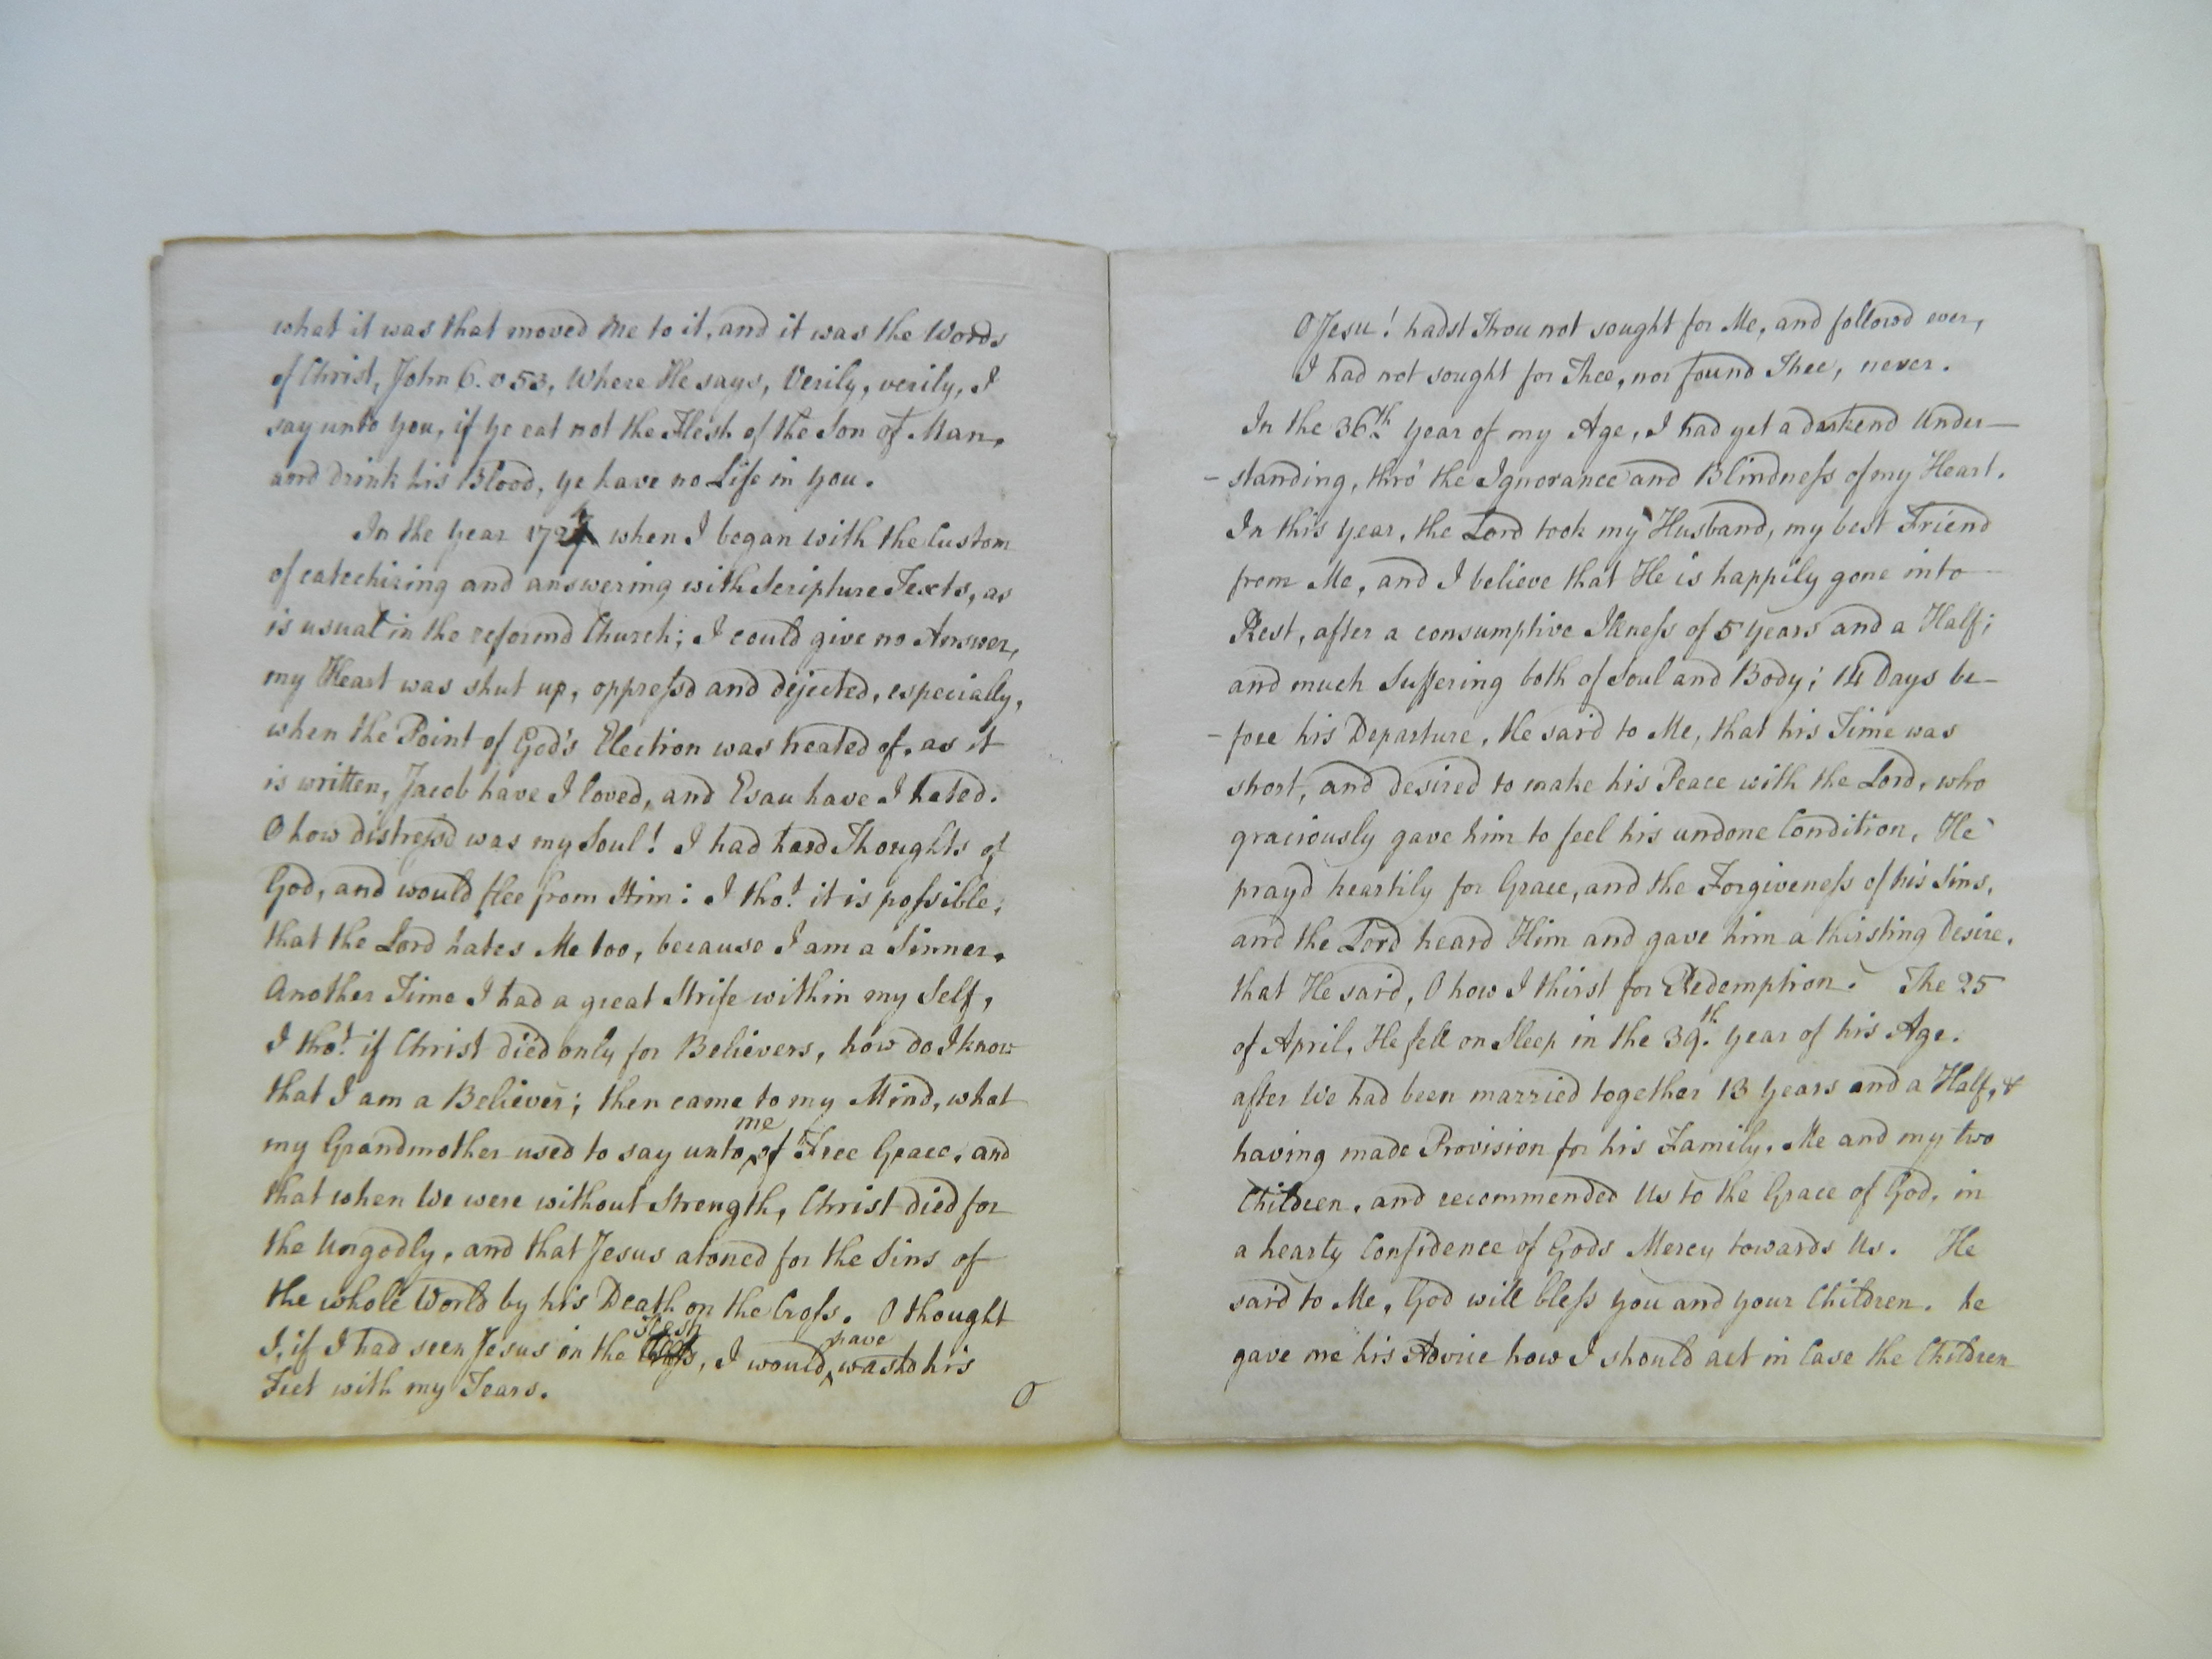 what it was that moved Me to it, and it was the Words
of Christ, John 6. v 53, Where He says, Verily, verily, I
say unto you, if ye eat not the Flesh of the Son of Man,
and drink his Blood, ye have no Life in you.
In the year 172 when I began with the Custom
of catechizing and answering with Scripture Texts, as
is usual in the reformd Church; I could give no Answer,
my Heart was shut up, oppressd and dejected, especially,
when the Point of God's Election was treated of, as it
is written, Jacob have I loved, and Esau have I hated.
O how distressd was my Soul! I had hard Thoughts of
God, and would flee from Him: I tho.t it is possible,
that the Lord hates Me too, because I am a Sinner.
Another Time I had a great Strife within my Self,
I tho.t if Christ died only for Believers, how do I know
that I am a Believer; then came to my Mind, what
my Grandmother used to say unto me of Free Grace, and
that when We were without Strength, Christ died for
the Ungodly, and that Jesus atoned for the Sins of
the whole World by his Death on the Cross. O thought
I, if I had seen Jesus in the flesh, I would have washd his
Feet with my Tears.
O
O Jesu! hadst Thou not sought for Me, and followd ever,
I had not sought for Thee, nor found Thee, never.
In the 36th year of my Age, I had yet a darkend Under-
- standing, thro' the Ignorance and Blindness of my Heart.
In this year, the Lord took my Husband, my best Friend
from Me, and I believe that He is happily gone into
Rest, after a consumptive Illness of 5 years and a Half;
and much Suffering both of Soul and Body; 14 Days be-
- fore his Departure, He said to Me, that his Time was
short, and desired to make his Peace with the Lord, who
graciously gave him to feel his undone Condition, He
prayd heartily for Grace, and the Forgiveness of his Sins,
and the Lord heard Him and gave him a thirsting Desire,
that He said, O how I thirst for Redemption. The 25
of April, He fell on Sleep in the 39.th year of his Age.
after We had been married together 13 years and a Half, &
having made Provision for his Family, Me and my two
Children, and recommended Us to the Grace of God, in
a hearty Confidence of Gods Mercy towards Us. He
said to Me, God will bless you and your Children. he
gave me his Advice how I should act in Case the Children